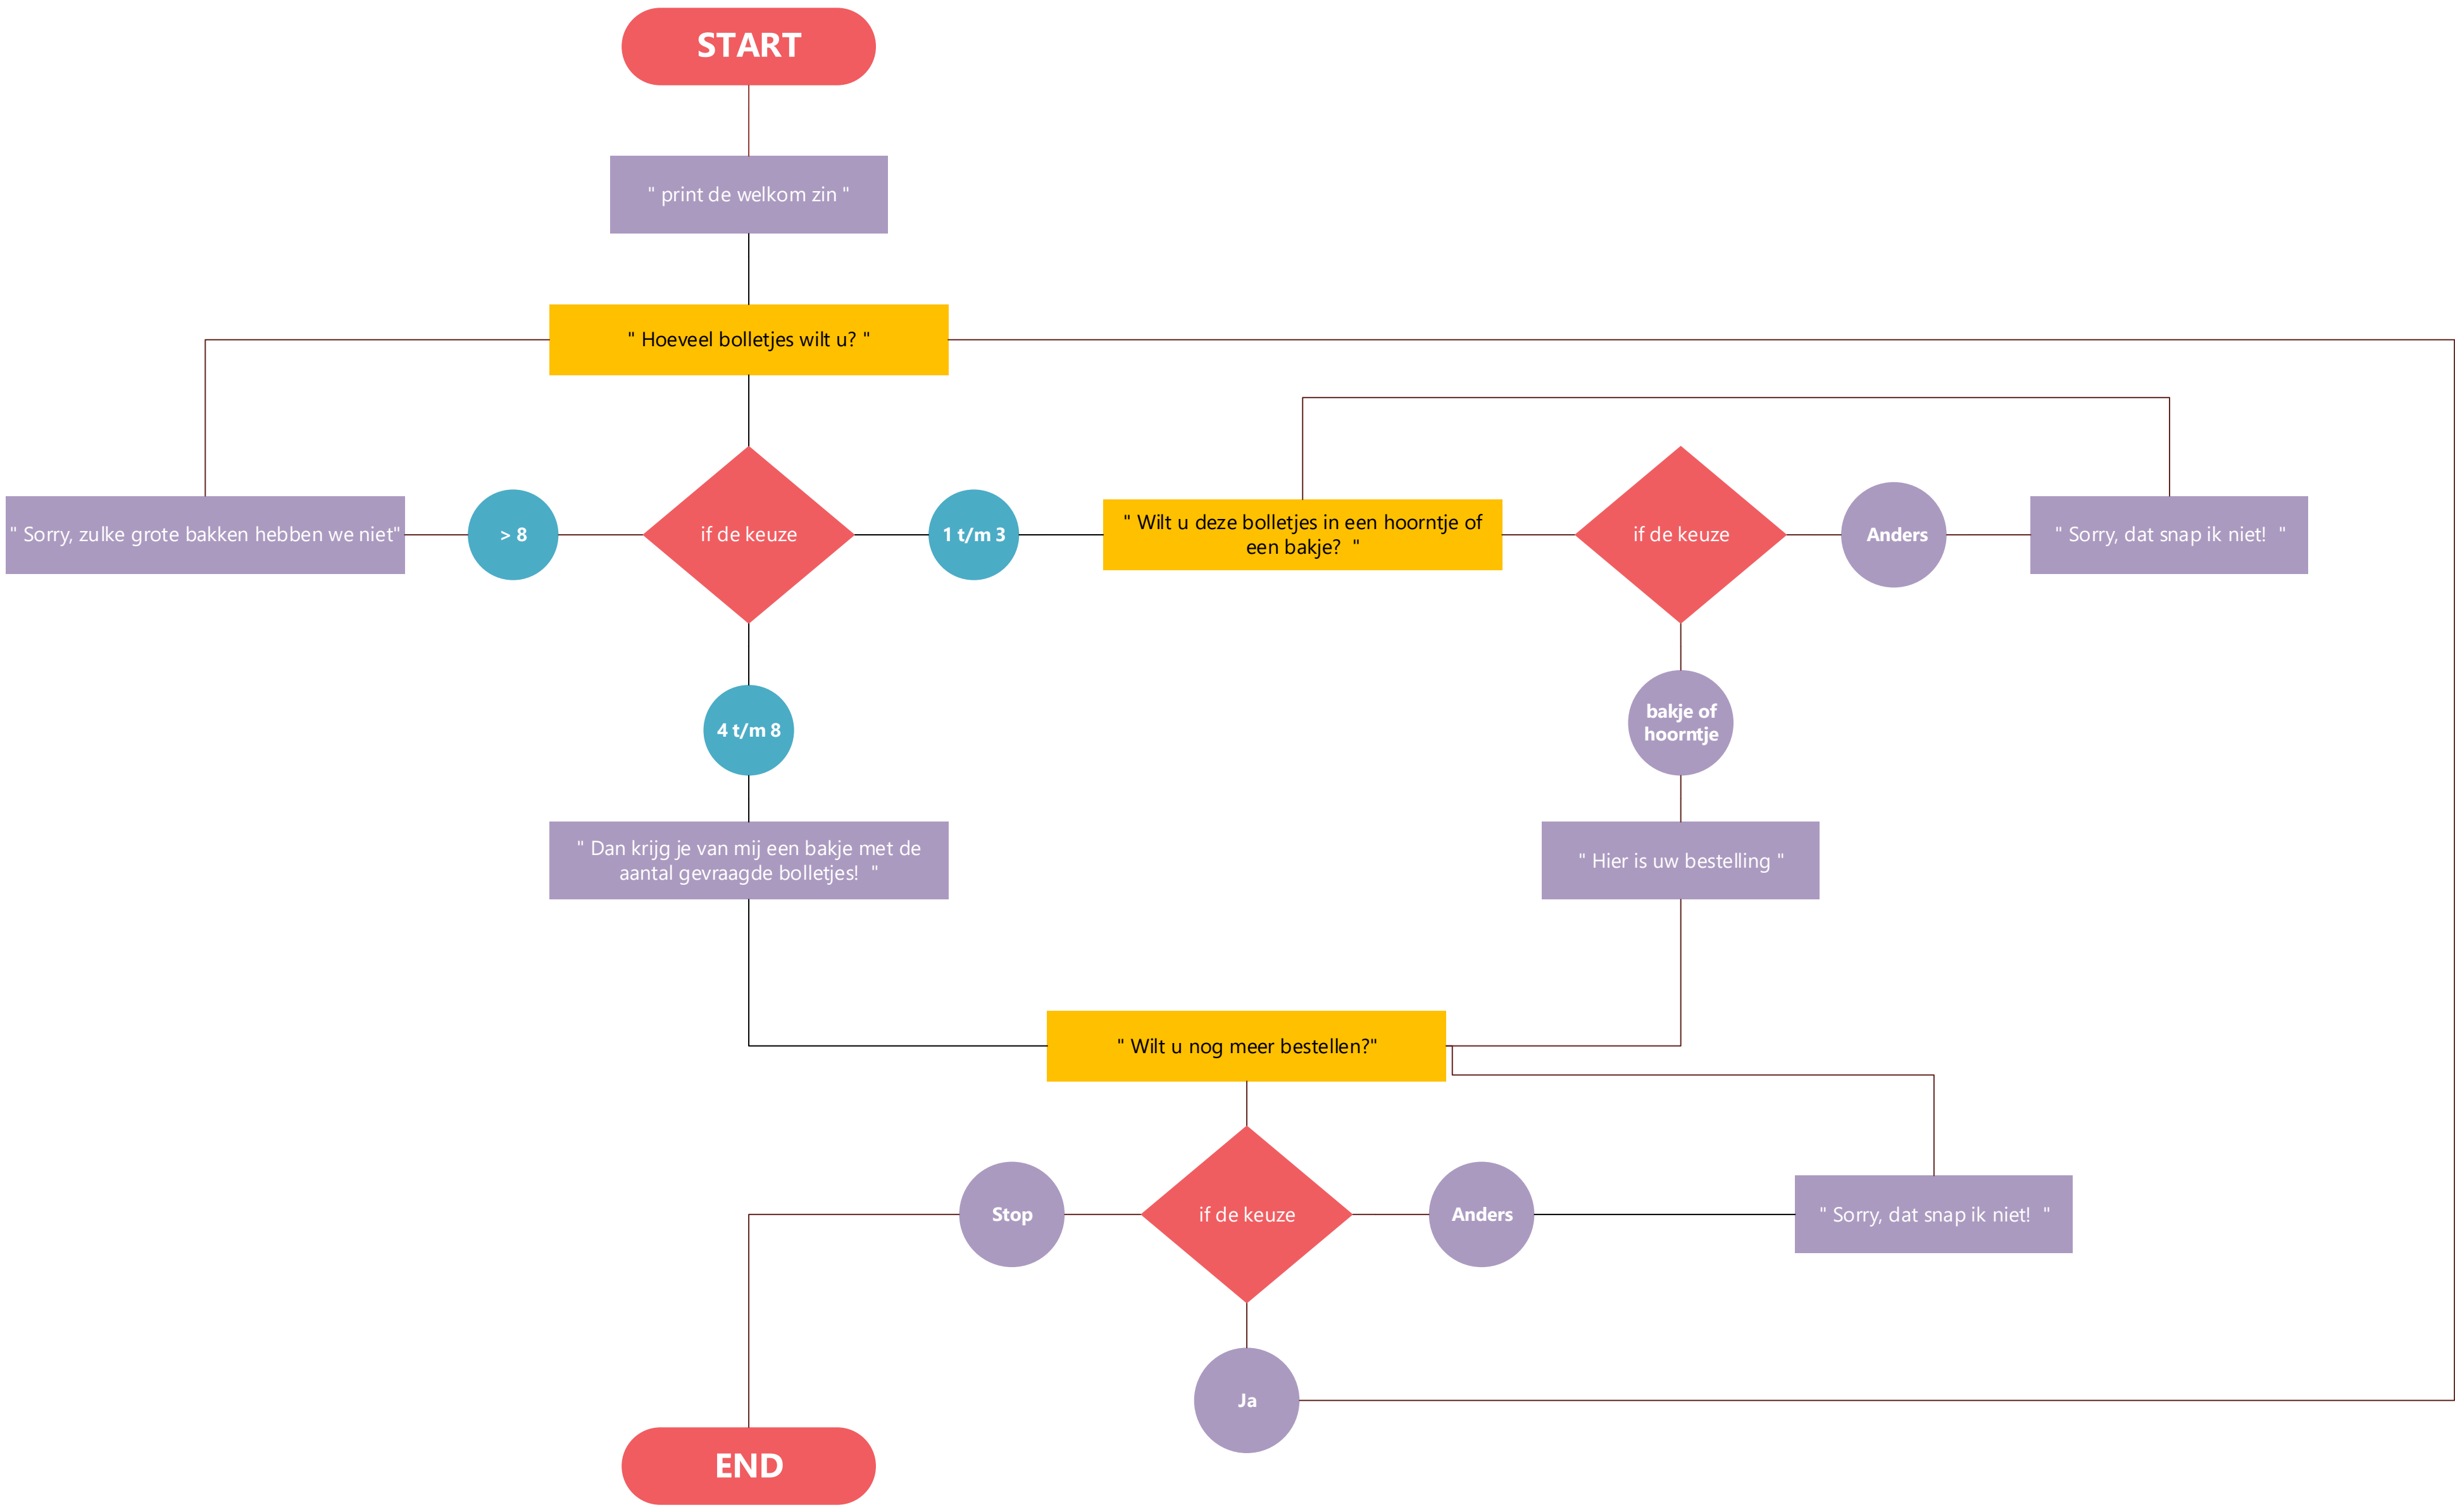 START
" print de welkom zin "
" Hoeveel bolletjes wilt u? "
" Sorry, zulke grote bakken hebben we niet"
> 8
if de keuze
1 t/m 3
" Wilt u deze bolletjes in een hoorntje of
een bakje?  "
if de keuze
Anders
" Sorry, dat snap ik niet!  "
4 t/m 8
bakje of
hoorntje
" Dan krijg je van mij een bakje met de
aantal gevraagde bolletjes!  "
" Hier is uw bestelling "
" Wilt u nog meer bestellen?"
Stop
if de keuze
Anders
" Sorry, dat snap ik niet!  "
Ja
END